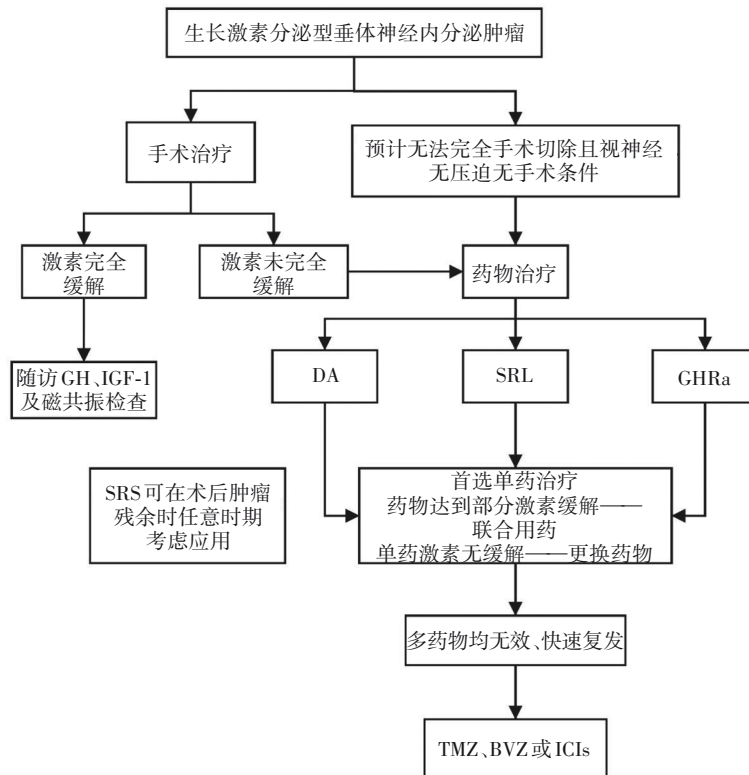 生长激素分泌型垂体神经内分泌肿瘤
手术治疗
预计无法完全手术切除且视神经
无压迫无手术条件
激素完全
缓解
激素未完全
缓解
药物治疗
随访GH、IGF-1
及磁共振检查
DA
SRL
GHRa
SRS可在术后肿瘤
残余时任意时期
考虑应用
首选单药治疗
药物达到部分激素缓解——
联合用药
单药激素无缓解——更换药物
多药物均无效、快速复发
TMZ、BVZ或ICIs